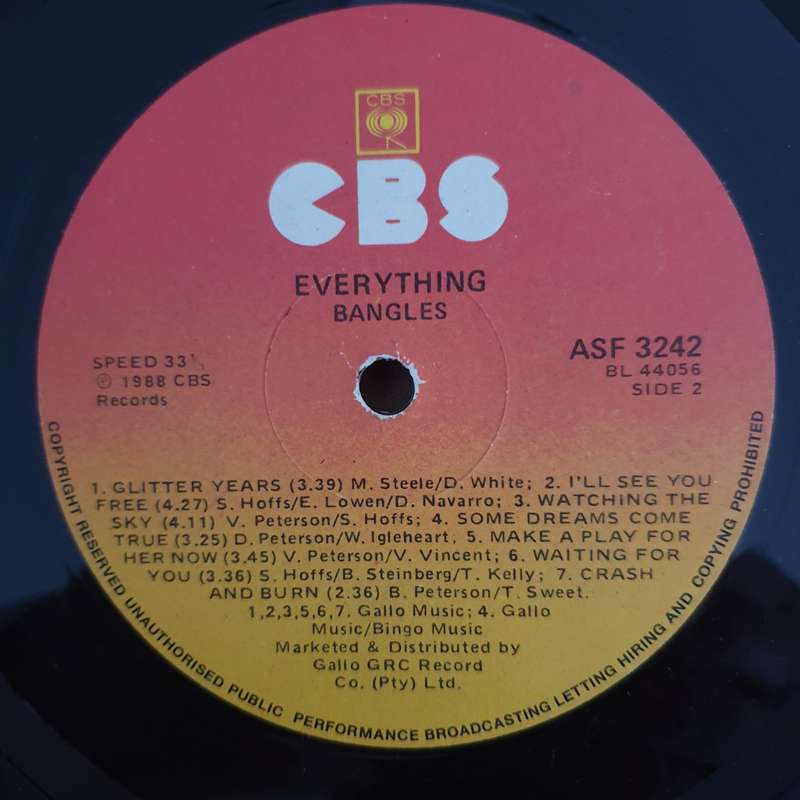 CBS
CBS
EVERYTHING
BANGLES
SPEED 33⅓
℗ 1988 CBS
Records
ASF 3242
BL 44056
SIDE 2
1. GLITTER YEARS (3.39) M. Steele/D. White; 2. I'LL SEE YOU
FREE (4.27) S. Hoffs/E. Lowen/D. Navarro; 3. WATCHING THE
SKY (4.11) V. Peterson/S. Hoffs; 4. SOME DREAMS COME
TRUE (3.25) D. Peterson/W. Igleheart, 5. MAKE A PLAY FOR
HER NOW (3.45) V. Peterson/V. Vincent; 6. WAITING FOR
YOU (3.36) S. Hoffs/B. Steinberg/T. Kelly; 7. CRASH
AND BURN (2.36) B. Peterson/T. Sweet.
1,2,3,5,6,7. Gallo Music; 4. Gallo
Music/Bingo Music
Marketed & Distributed by
Gallo GRC Record
Co. (Pty) Ltd.
COPYRIGHT RESERVED UNAUTHORISED PUBLIC PERFORMANCE BROADCASTING LETTING HIRING AND COPYING PROHIBITED